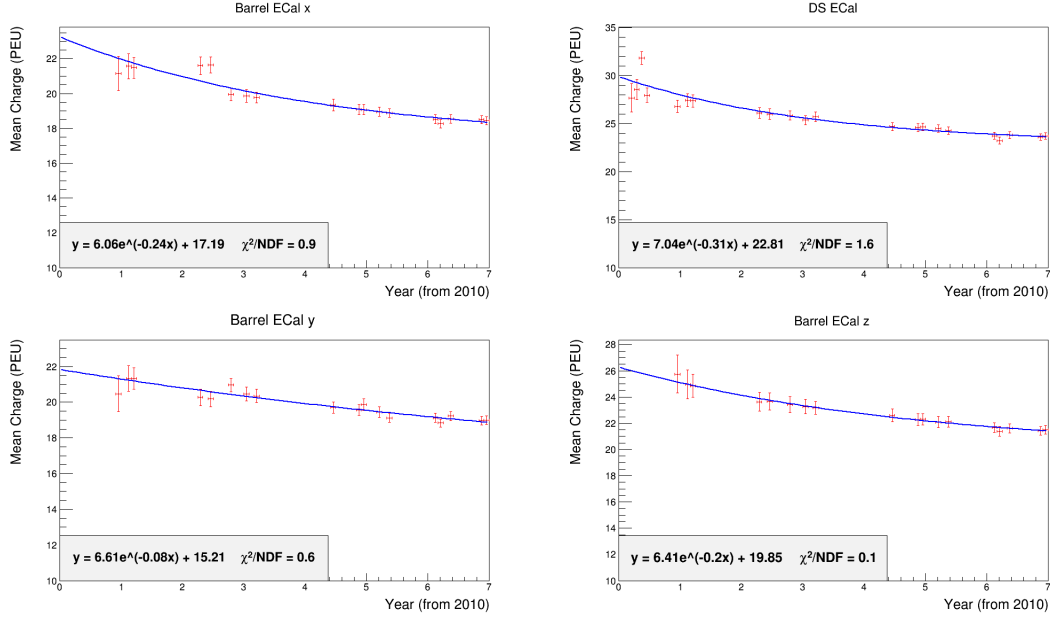 Barrel ECal x
Mean Charge (PEU)
22
20
18
16
14
12
10
y = 6.06e^(-0.24x) + 17.19 χ²/NDF = 0.9
0 1 2 3 4 5 6 7
Year (from 2010)
DS ECal
Mean Charge (PEU)
35
30
25
20
15
10
y = 7.04e^(-0.31x) + 22.81 χ²/NDF = 1.6
0 1 2 3 4 5 6 7
Year (from 2010)
Barrel ECal y
Mean Charge (PEU)
22
20
18
16
14
12
10
y = 6.61e^(-0.08x) + 15.21 χ²/NDF = 0.6
0 1 2 3 4 5 6 7
Year (from 2010)
Barrel ECal z
Mean Charge (PEU)
28
26
24
22
20
18
16
14
12
10
y = 6.41e^(-0.2x) + 19.85 χ²/NDF = 0.1
0 1 2 3 4 5 6 7
Year (from 2010)